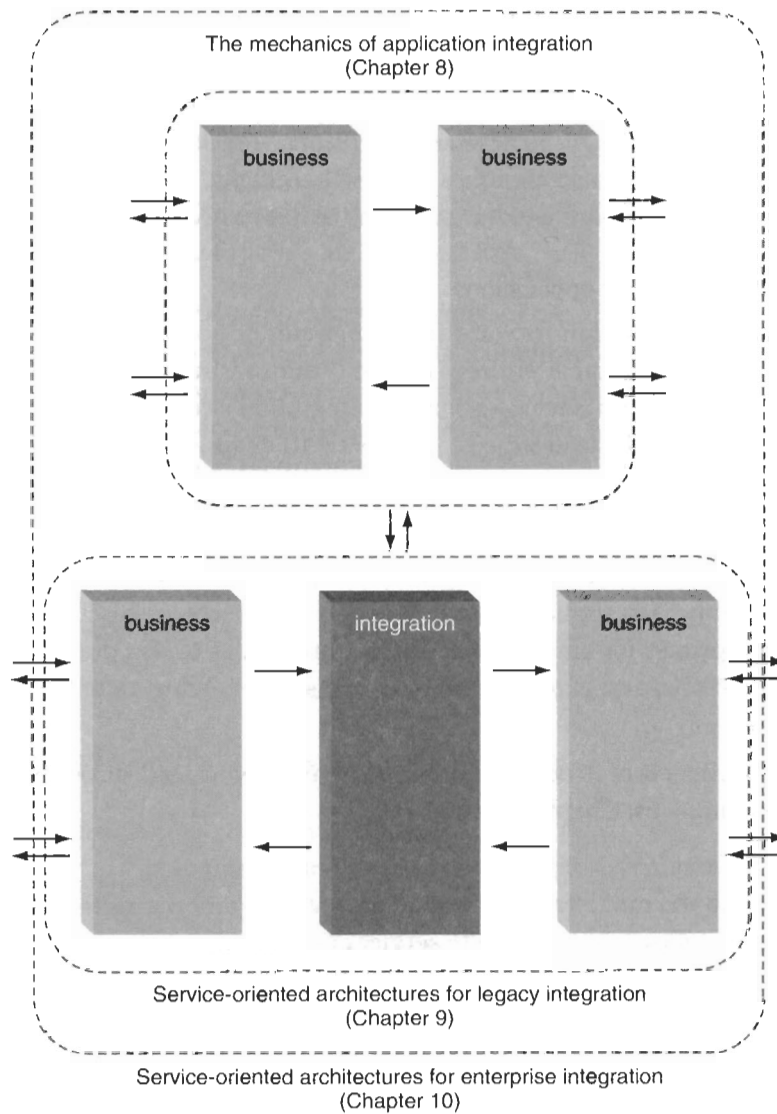 The mechanics of application integration
(Chapter 8)
business
business
business
integration
business
Service-oriented architectures for legacy integration
(Chapter 9)
Service-oriented architectures for enterprise integration
(Chapter 10)